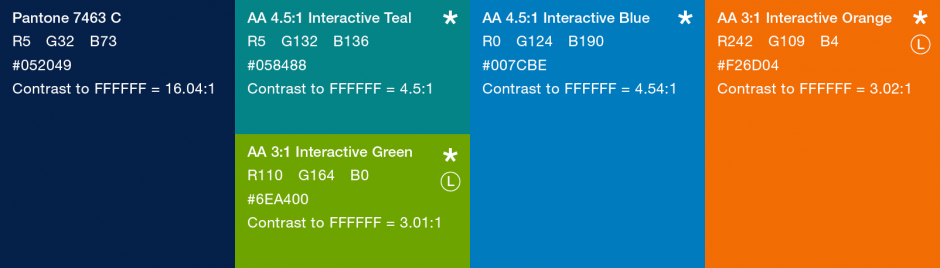 Pantone 7463 C
R5 G32 B73
#052049
Contrast to FFFFFF = 16.04:1
AA 4.5:1 Interactive Teal *
R5 G132 B136
#058488
Contrast to FFFFFF = 4.5:1
AA 3:1 Interactive Green *
R110 G164 B0 Ⓛ
#6EA400
Contrast to FFFFFF = 3.01:1
AA 4.5:1 Interactive Blue *
R0 G124 B190
#007CBE
Contrast to FFFFFF = 4.54:1
AA 3:1 Interactive Orange *
R242 G109 B4 Ⓛ
#F26D04
Contrast to FFFFFF = 3.02:1